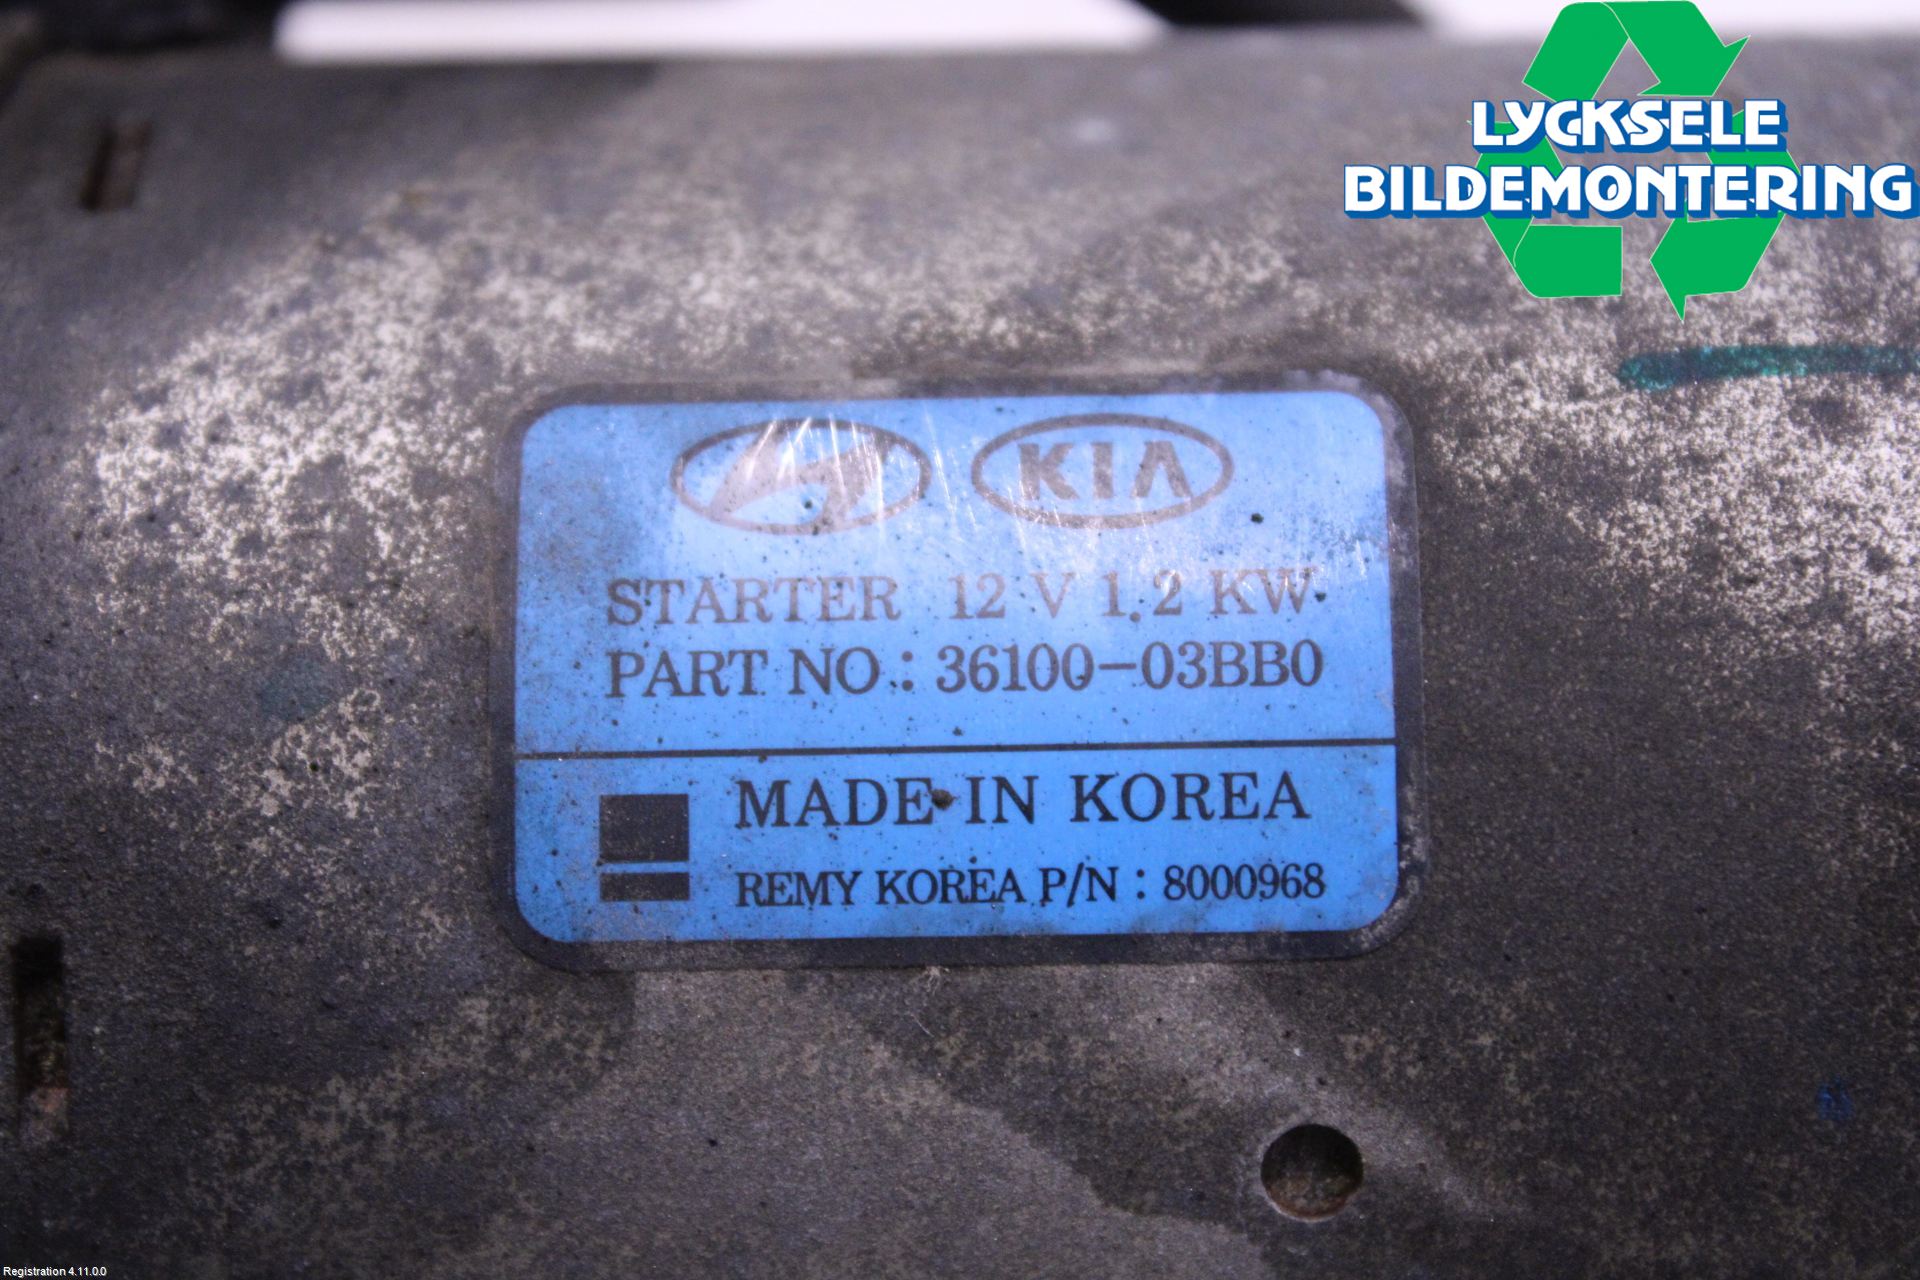 LYCKSELE
BILDEMONTERING
KIA
STARTER 12 V 1.2 KW
PART NO.: 36100-03BB0
MADE IN KOREA
REMY KOREA P/N : 8000968
Registration 4.11.0.0